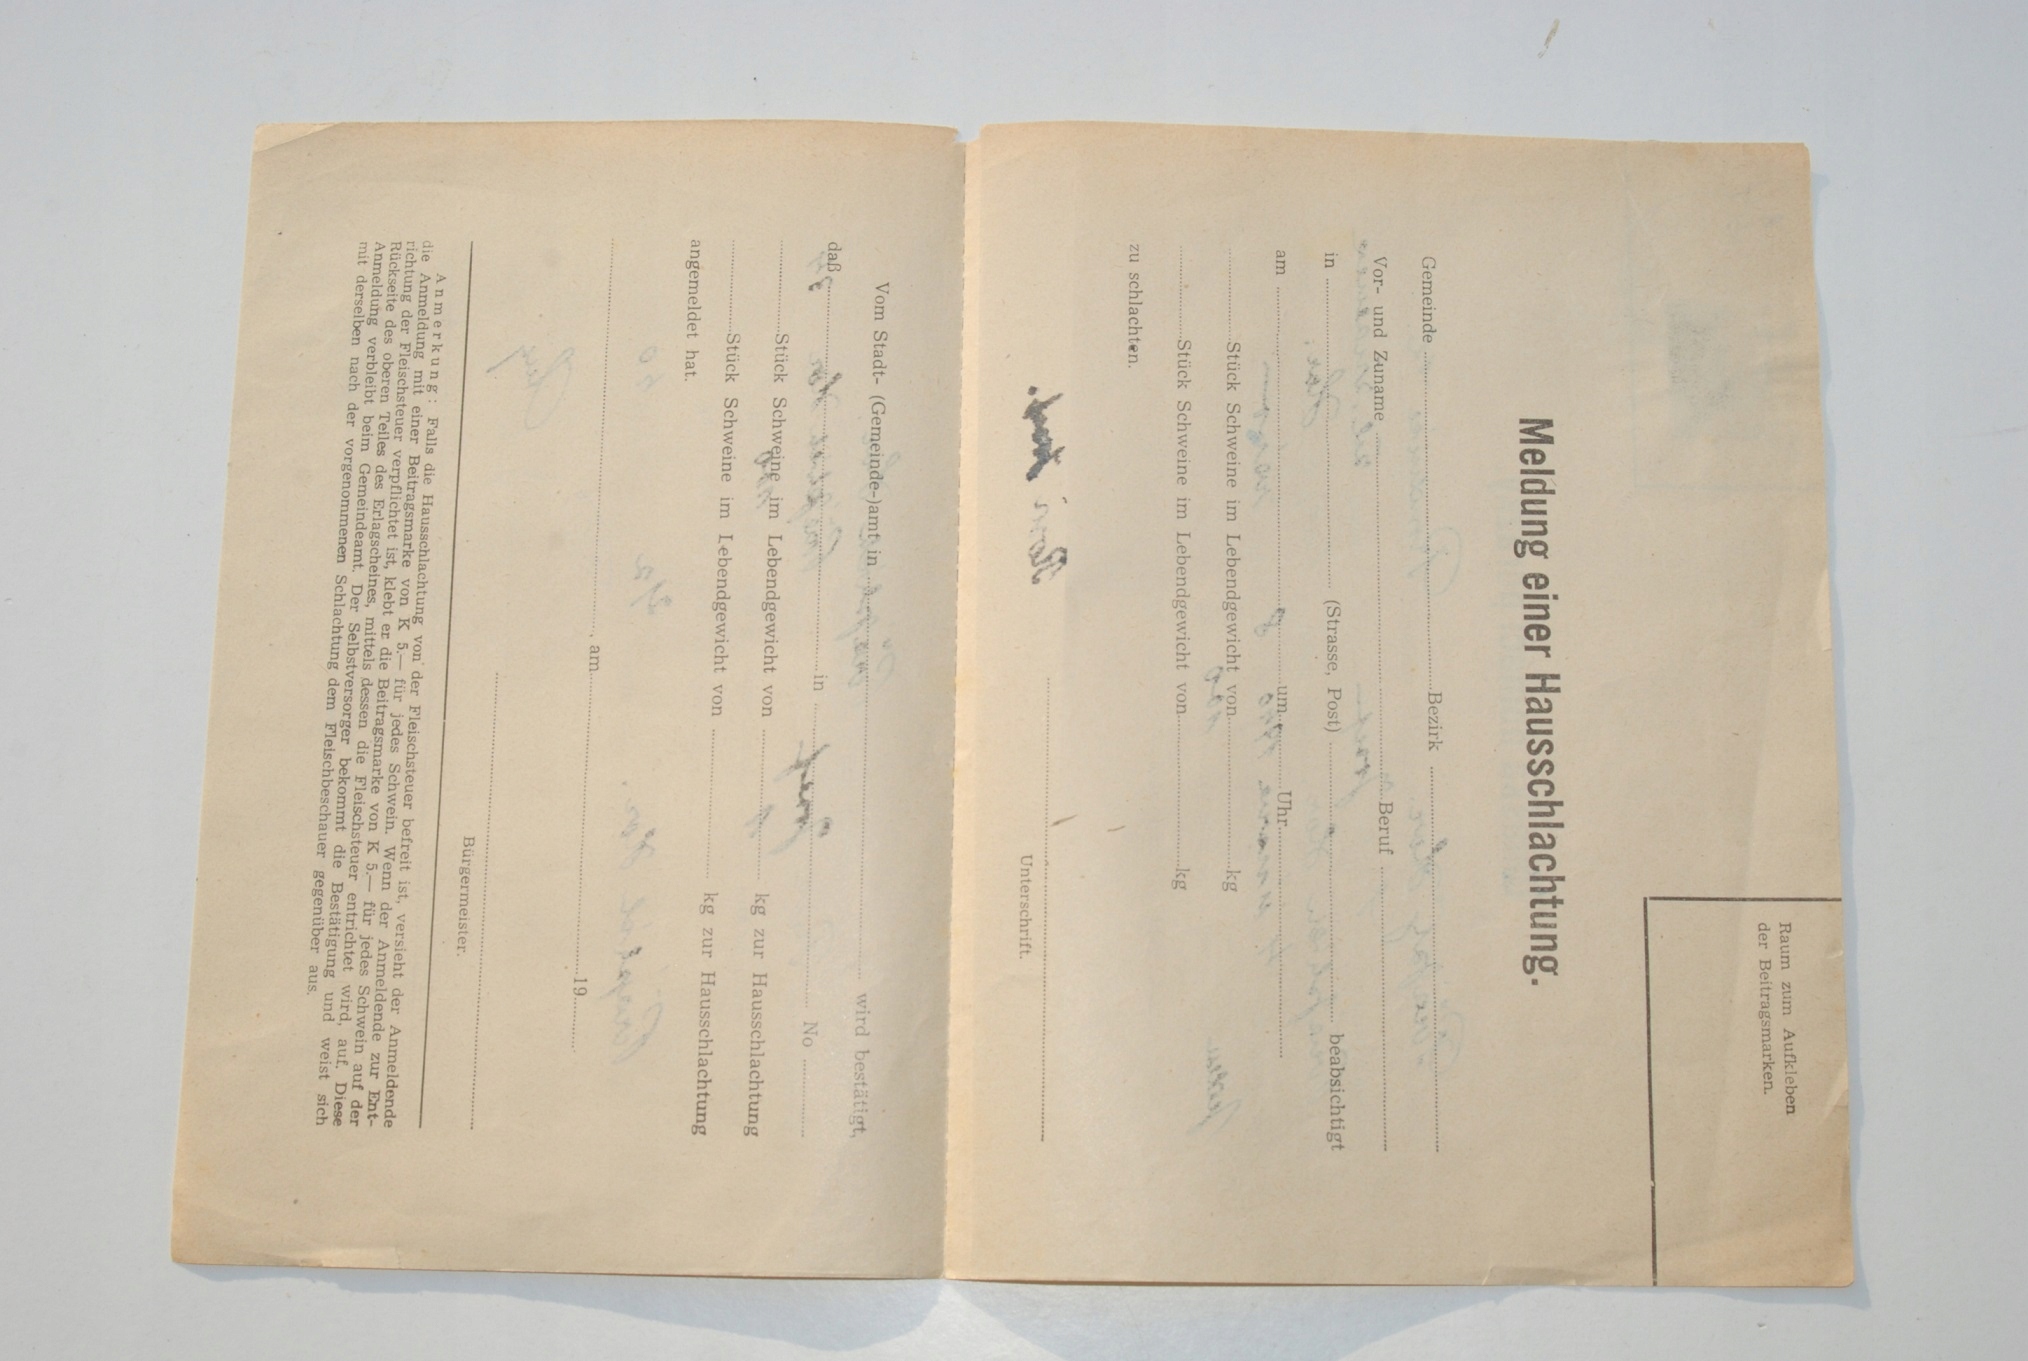 Raum zum Aufkleben
der Beitragsmarken.
Meldung einer Hausschlachtung.
Gemeinde Bezirk
Vor- und Zuname Beruf
in (Strasse, Post) beabsichtigt
am um Uhr
Stück Schweine im Lebendgewicht von kg
Stück Schweine im Lebendgewicht von kg
zu schlachten.
Unterschrift.
Vom Stadt- (Gemeinde-)amt in wird bestätigt,
daß in No
Stück Schweine im Lebendgewicht von kg zur Hausschlachtung
Stück Schweine im Lebendgewicht von kg zur Hausschlachtung
angemeldet hat.
, am 19
Bürgermeister.
Anmerkung: Falls die Hausschlachtung von der Fleischsteuer befreit ist, versieht der Anmeldende
die Anmeldung mit einer Beitragsmarke von K 5.— für jedes Schwein. Wenn der Anmeldende zur Ent-
richtung der Fleischsteuer verpflichtet ist, klebt er die Beitragsmarke von K 5.— für jedes Schwein auf der
Rückseite des oberen Teiles des Erlagscheines, mittels dessen die Fleischsteuer entrichtet wird, auf. Diese
Anmeldung verbleibt beim Gemeindeamt. Der Selbstversorger bekommt die Bestätigung und weist sich
mit derselben nach der vorgenommenen Schlachtung dem Fleischbeschauer gegenüber aus.